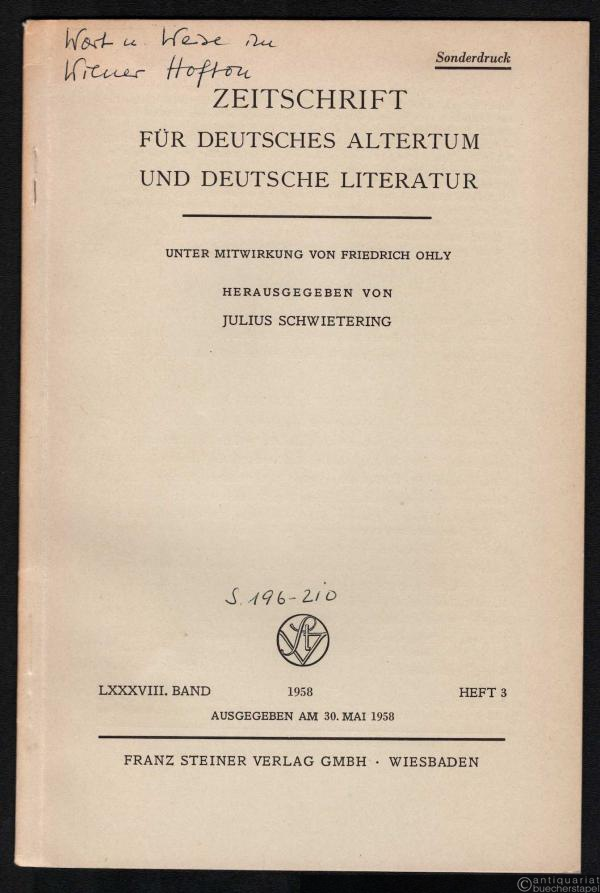 Wort u. Weise im
Wiener Hofton
Sonderdruck
ZEITSCHRIFT
FÜR DEUTSCHES ALTERTUM
UND DEUTSCHE LITERATUR
UNTER MITWIRKUNG VON FRIEDRICH OHLY
HERAUSGEGEBEN VON
JULIUS SCHWIETERING
S. 196-210
LXXXVIII. BAND 1958 HEFT 3
AUSGEGEBEN AM 30. MAI 1958
FRANZ STEINER VERLAG GMBH · WIESBADEN
antiquariat
buecherstapel